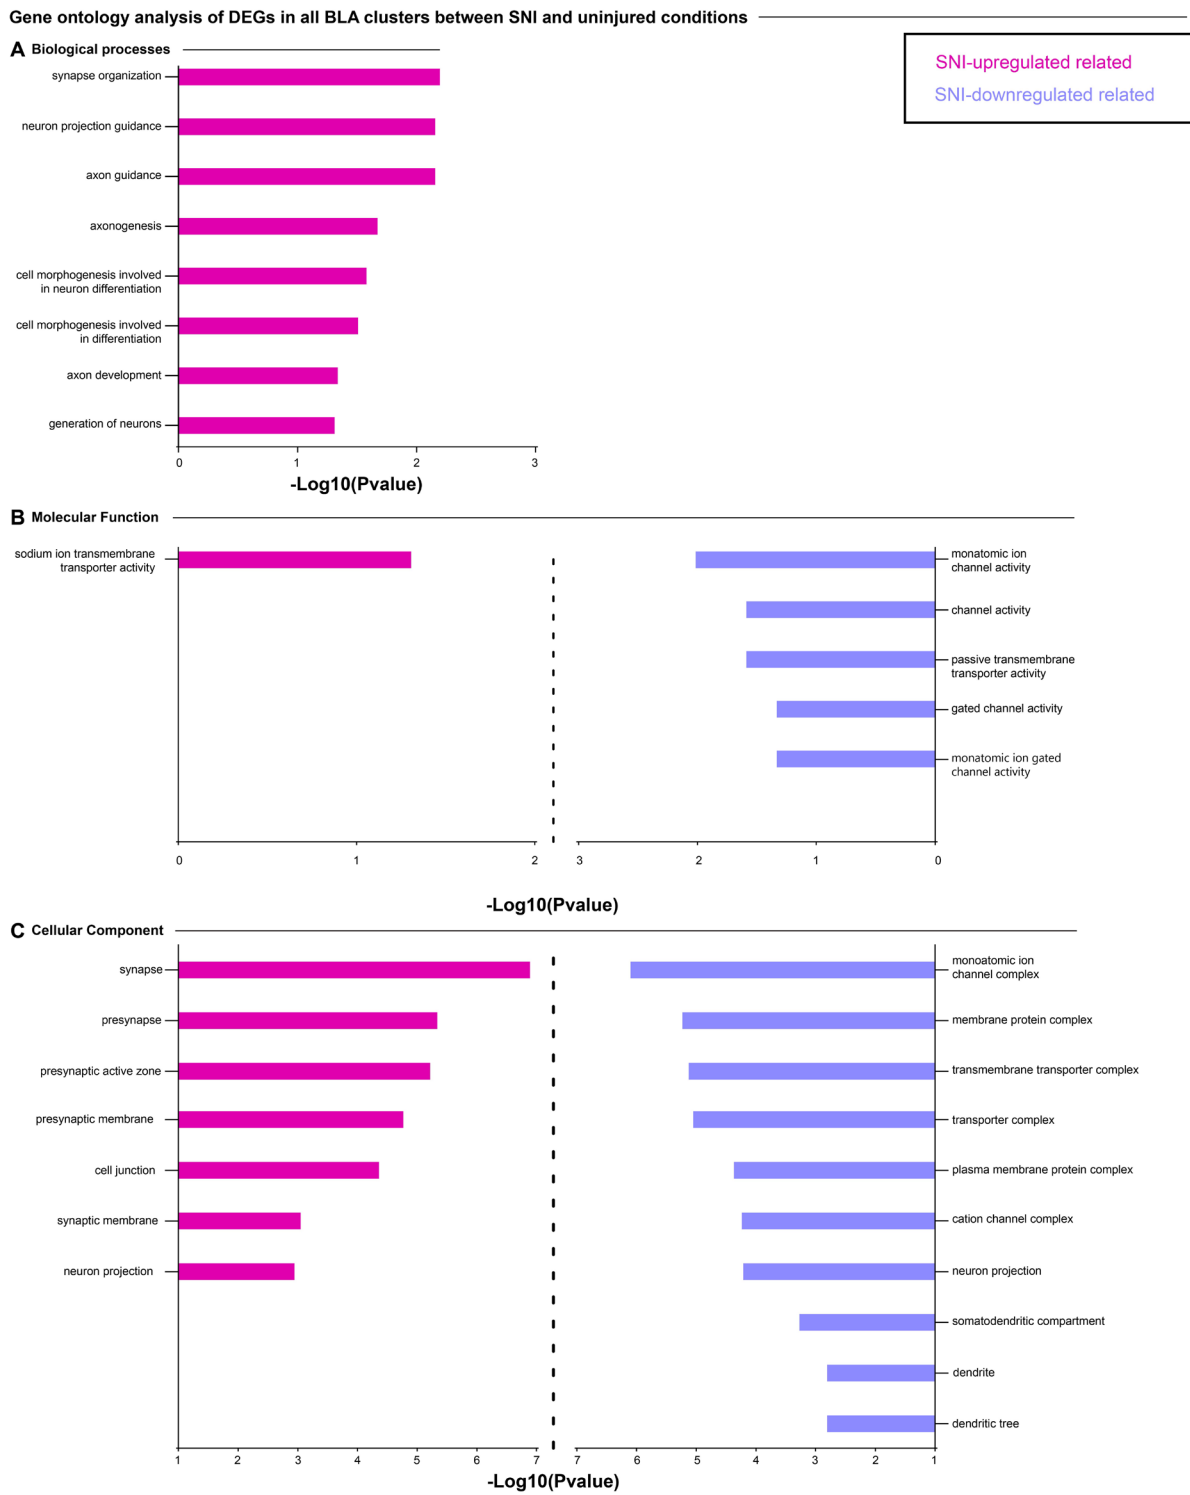 Gene ontology analysis of DEGs in all BLA clusters between SNI and uninjured conditions
SNI-upregulated related
SNI-downregulated related
A Biological processes
synapse organization
neuron projection guidance
axon guidance
axonogenesis
cell morphogenesis involved
in neuron differentiation
cell morphogenesis involved
in differentiation
axon development
generation of neurons
0 1 2 3
-Log10(Pvalue)
B Molecular Function
sodium ion transmembrane
transporter activity
monatomic ion
channel activity
channel activity
passive transmembrane
transporter activity
gated channel activity
monatomic ion gated
channel activity
0 1 2 3 2 1 0
-Log10(Pvalue)
C Cellular Component
synapse
presynapse
presynaptic active zone
presynaptic membrane
cell junction
synaptic membrane
neuron projection
monoatomic ion
channel complex
membrane protein complex
transmembrane transporter complex
transporter complex
plasma membrane protein complex
cation channel complex
neuron projection
somatodendritic compartment
dendrite
dendritic tree
1 2 3 4 5 6 7 7 6 5 4 3 2 1
-Log10(Pvalue)